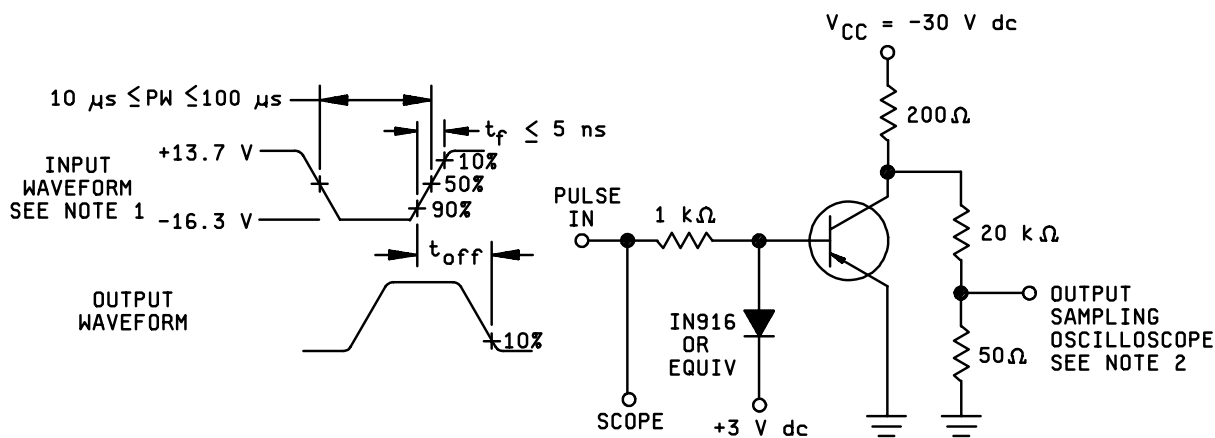 V_CC = -30 V dc
10 µs ≤PW ≤100 µs
200Ω
t_f ≤ 5 ns
+13.7 V
10%
INPUT
WAVEFORM
SEE NOTE 1
50%
90%
-16.3 V
PULSE
IN
1 kΩ
20 kΩ
t_off
OUTPUT
WAVEFORM
10%
IN916
OR
EQUIV
OUTPUT
SAMPLING
OSCILLOSCOPE
SEE NOTE 2
50Ω
SCOPE
+3 V dc